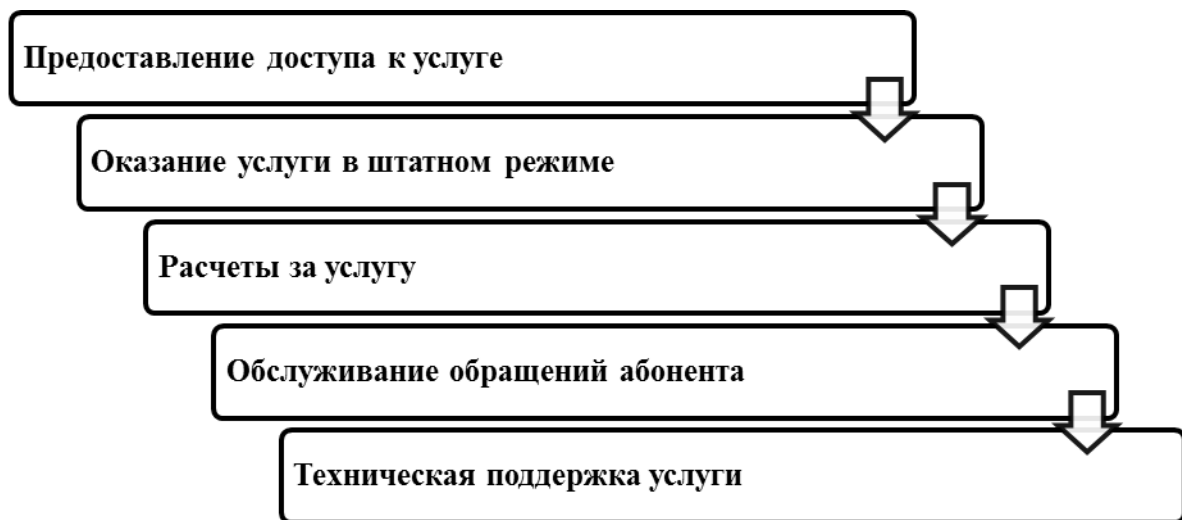 Предоставление доступа к услуге
Оказание услуги в штатном режиме
Расчеты за услугу
Обслуживание обращений абонента
Техническая поддержка услуги